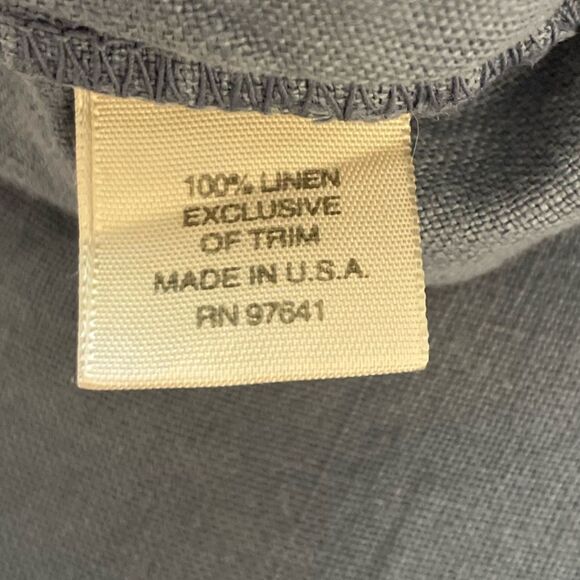 100% LINEN
EXCLUSIVE
OF TRIM
MADE IN U.S.A.
RN 97641